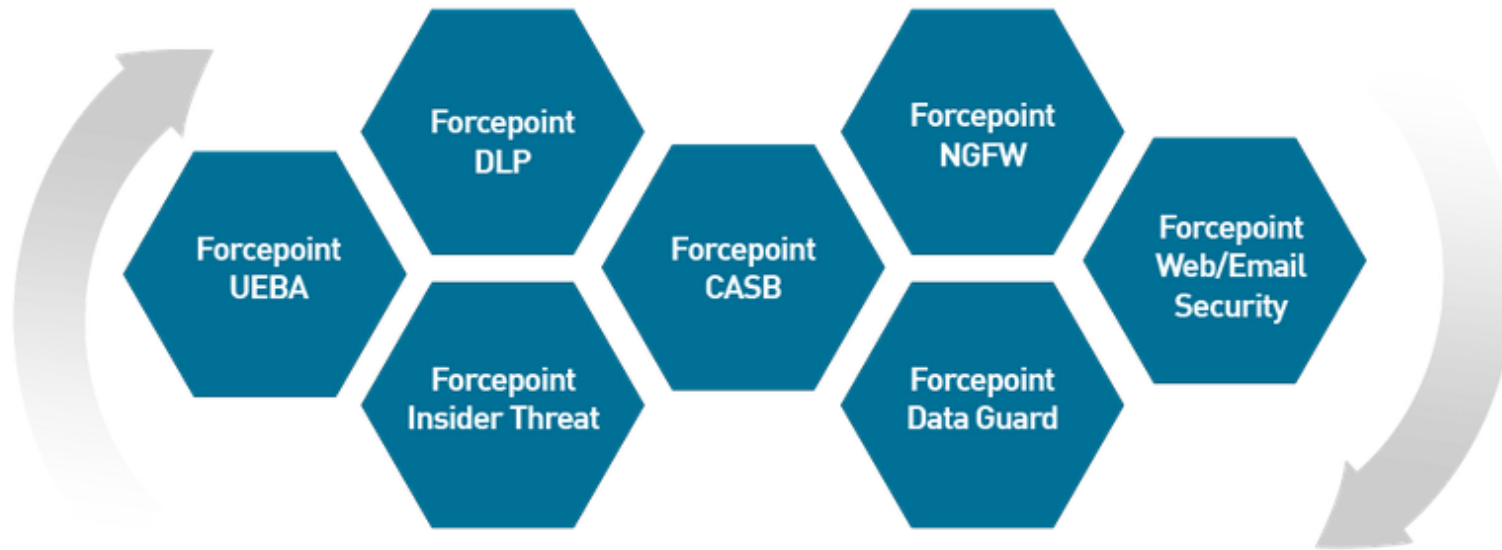 Forcepoint
DLP
Forcepoint
NGFW
Forcepoint
UEBA
Forcepoint
CASB
Forcepoint
Web/Email
Security
Forcepoint
Insider Threat
Forcepoint
Data Guard